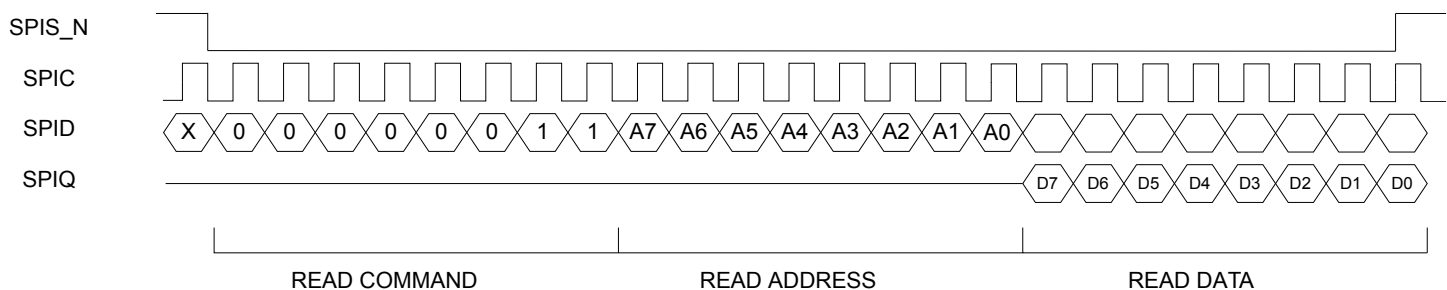 SPIS_N
SPIC
SPID X 0 0 0 0 0 0 1 1 A7 A6 A5 A4 A3 A2 A1 A0
SPIQ D7 D6 D5 D4 D3 D2 D1 D0
READ COMMAND READ ADDRESS READ DATA